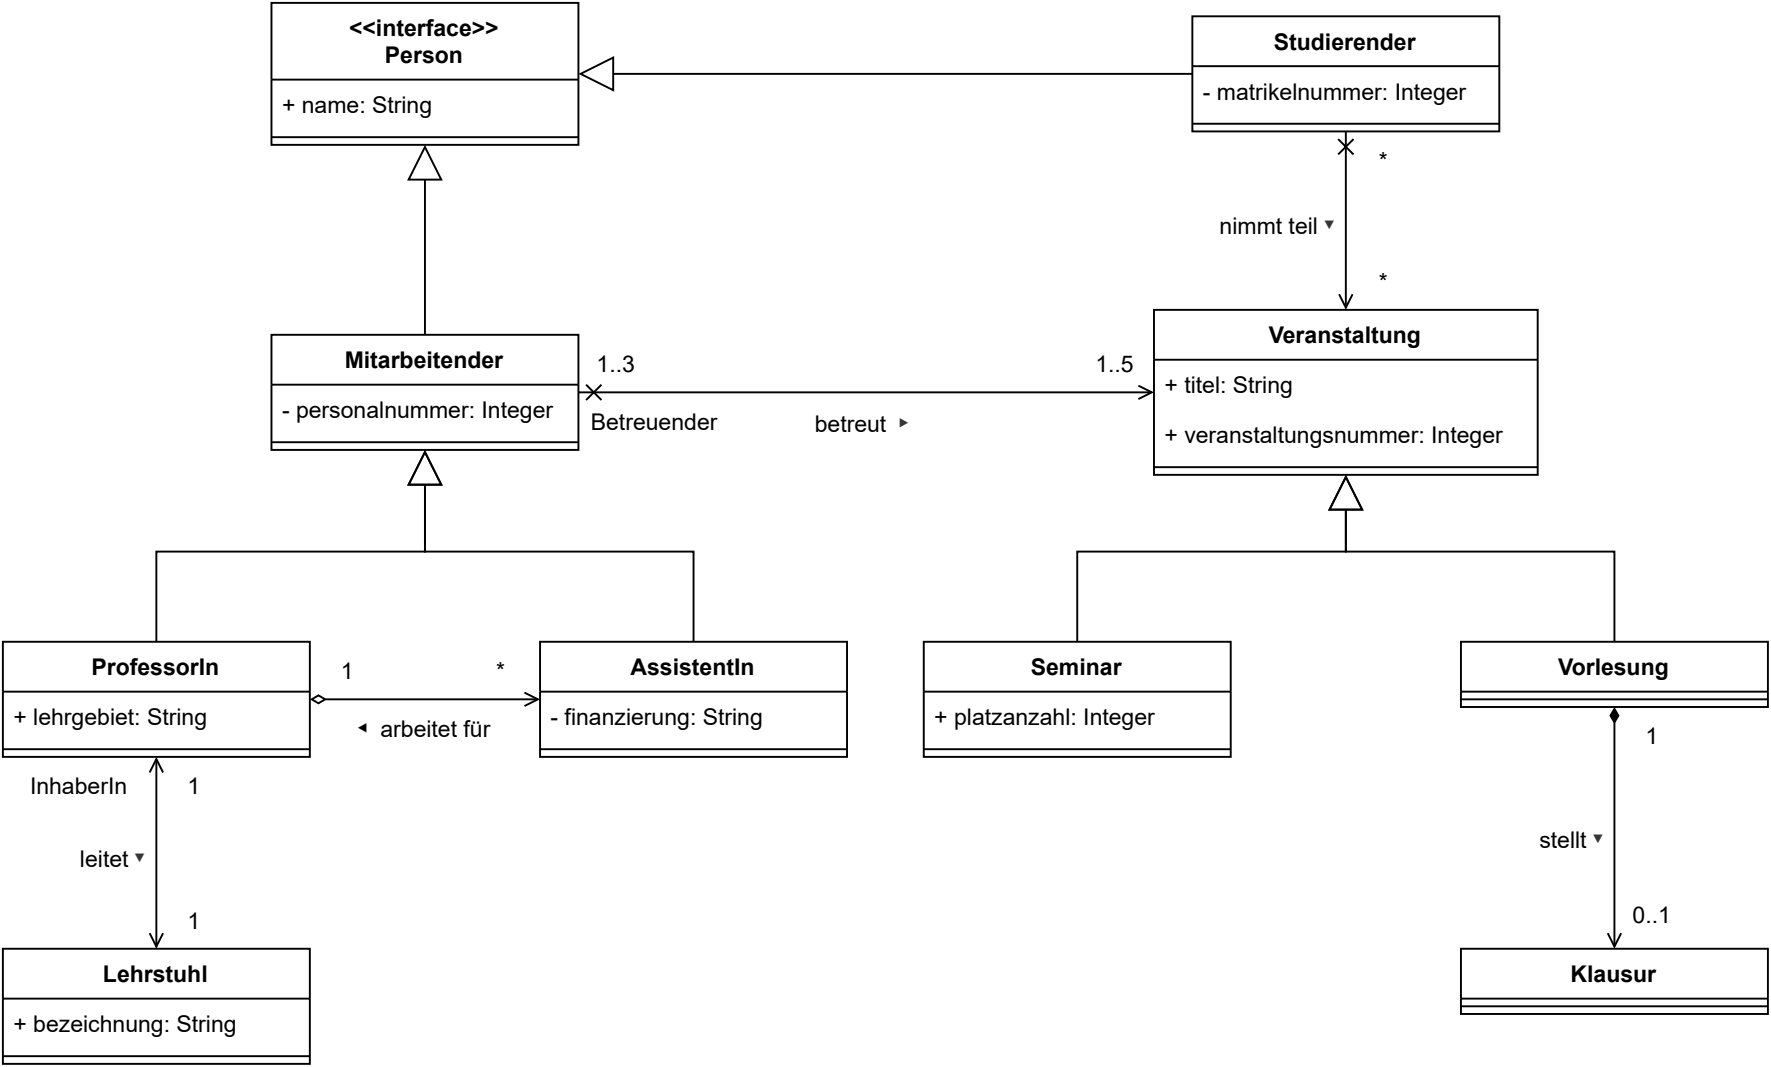 <<interface>>
Person
+ name: String
Studierender
- matrikelnummer: Integer
*
nimmt teil ▼
*
Mitarbeitender
- personalnummer: Integer
1..3
1..5
Betreuender
betreut ►
Veranstaltung
+ titel: String
+ veranstaltungsnummer: Integer
ProfessorIn
+ lehrgebiet: String
1
*
◄ arbeitet für
AssistentIn
- finanzierung: String
Seminar
+ platzanzahl: Integer
Vorlesung
1
InhaberIn
1
leitet ▼
1
stellt ▼
0..1
Lehrstuhl
+ bezeichnung: String
Klausur